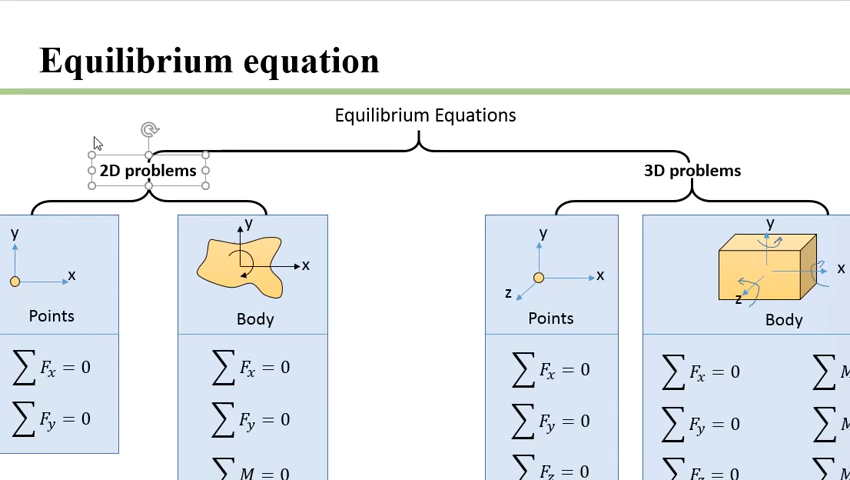 Equilibrium equation
Equilibrium Equations
2D problems
3D problems
y
x
Points
∑ Fx = 0
∑ Fy = 0
y
x
Body
∑ Fx = 0
∑ Fy = 0
∑ M = 0
y
x
z
Points
∑ Fx = 0
∑ Fy = 0
∑ Fz = 0
y
x
z
Body
∑ Fx = 0
∑ Fy = 0
∑ Fz = 0
∑ M
∑ M
∑ M